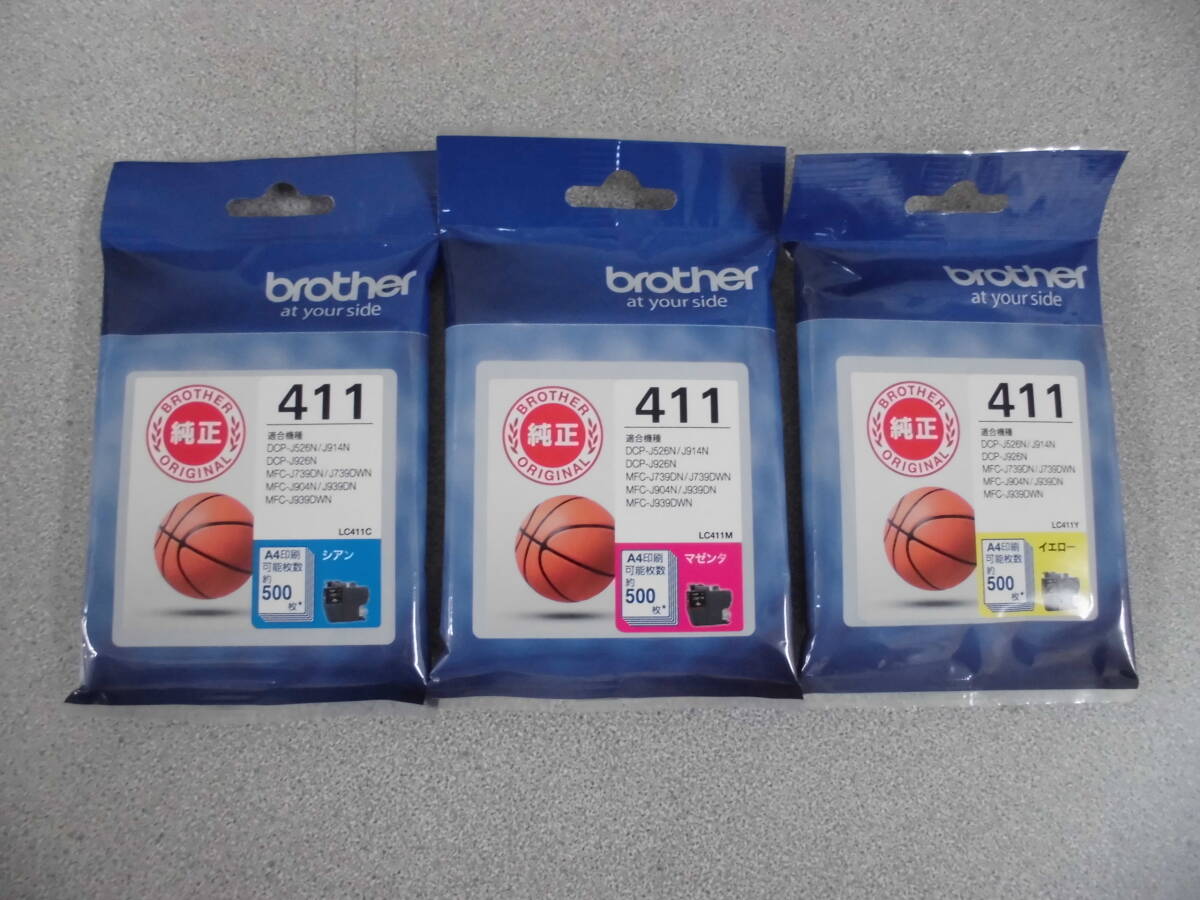 brother
at your side
BROTHER
純正
ORIGINAL
411
適合機種
DCP-J526N/J914N
DCP-J926N
MFC-J739DN/J739DWN
MFC-J904N/J939DN
MFC-J939DWN
LC411C
シアン
A4印刷
可能枚数
約
500
枚*
brother
at your side
BROTHER
純正
ORIGINAL
411
適合機種
DCP-J526N/J914N
DCP-J926N
MFC-J739DN/J739DWN
MFC-J904N/J939DN
MFC-J939DWN
LC411M
マゼンタ
A4印刷
可能枚数
約
500
枚*
brother
at your side
BROTHER
純正
ORIGINAL
411
適合機種
DCP-J526N/J914N
DCP-J926N
MFC-J739DN/J739DWN
MFC-J904N/J939DN
MFC-J939DWN
LC411Y
イエロー
A4印刷
可能枚数
約
500
枚*